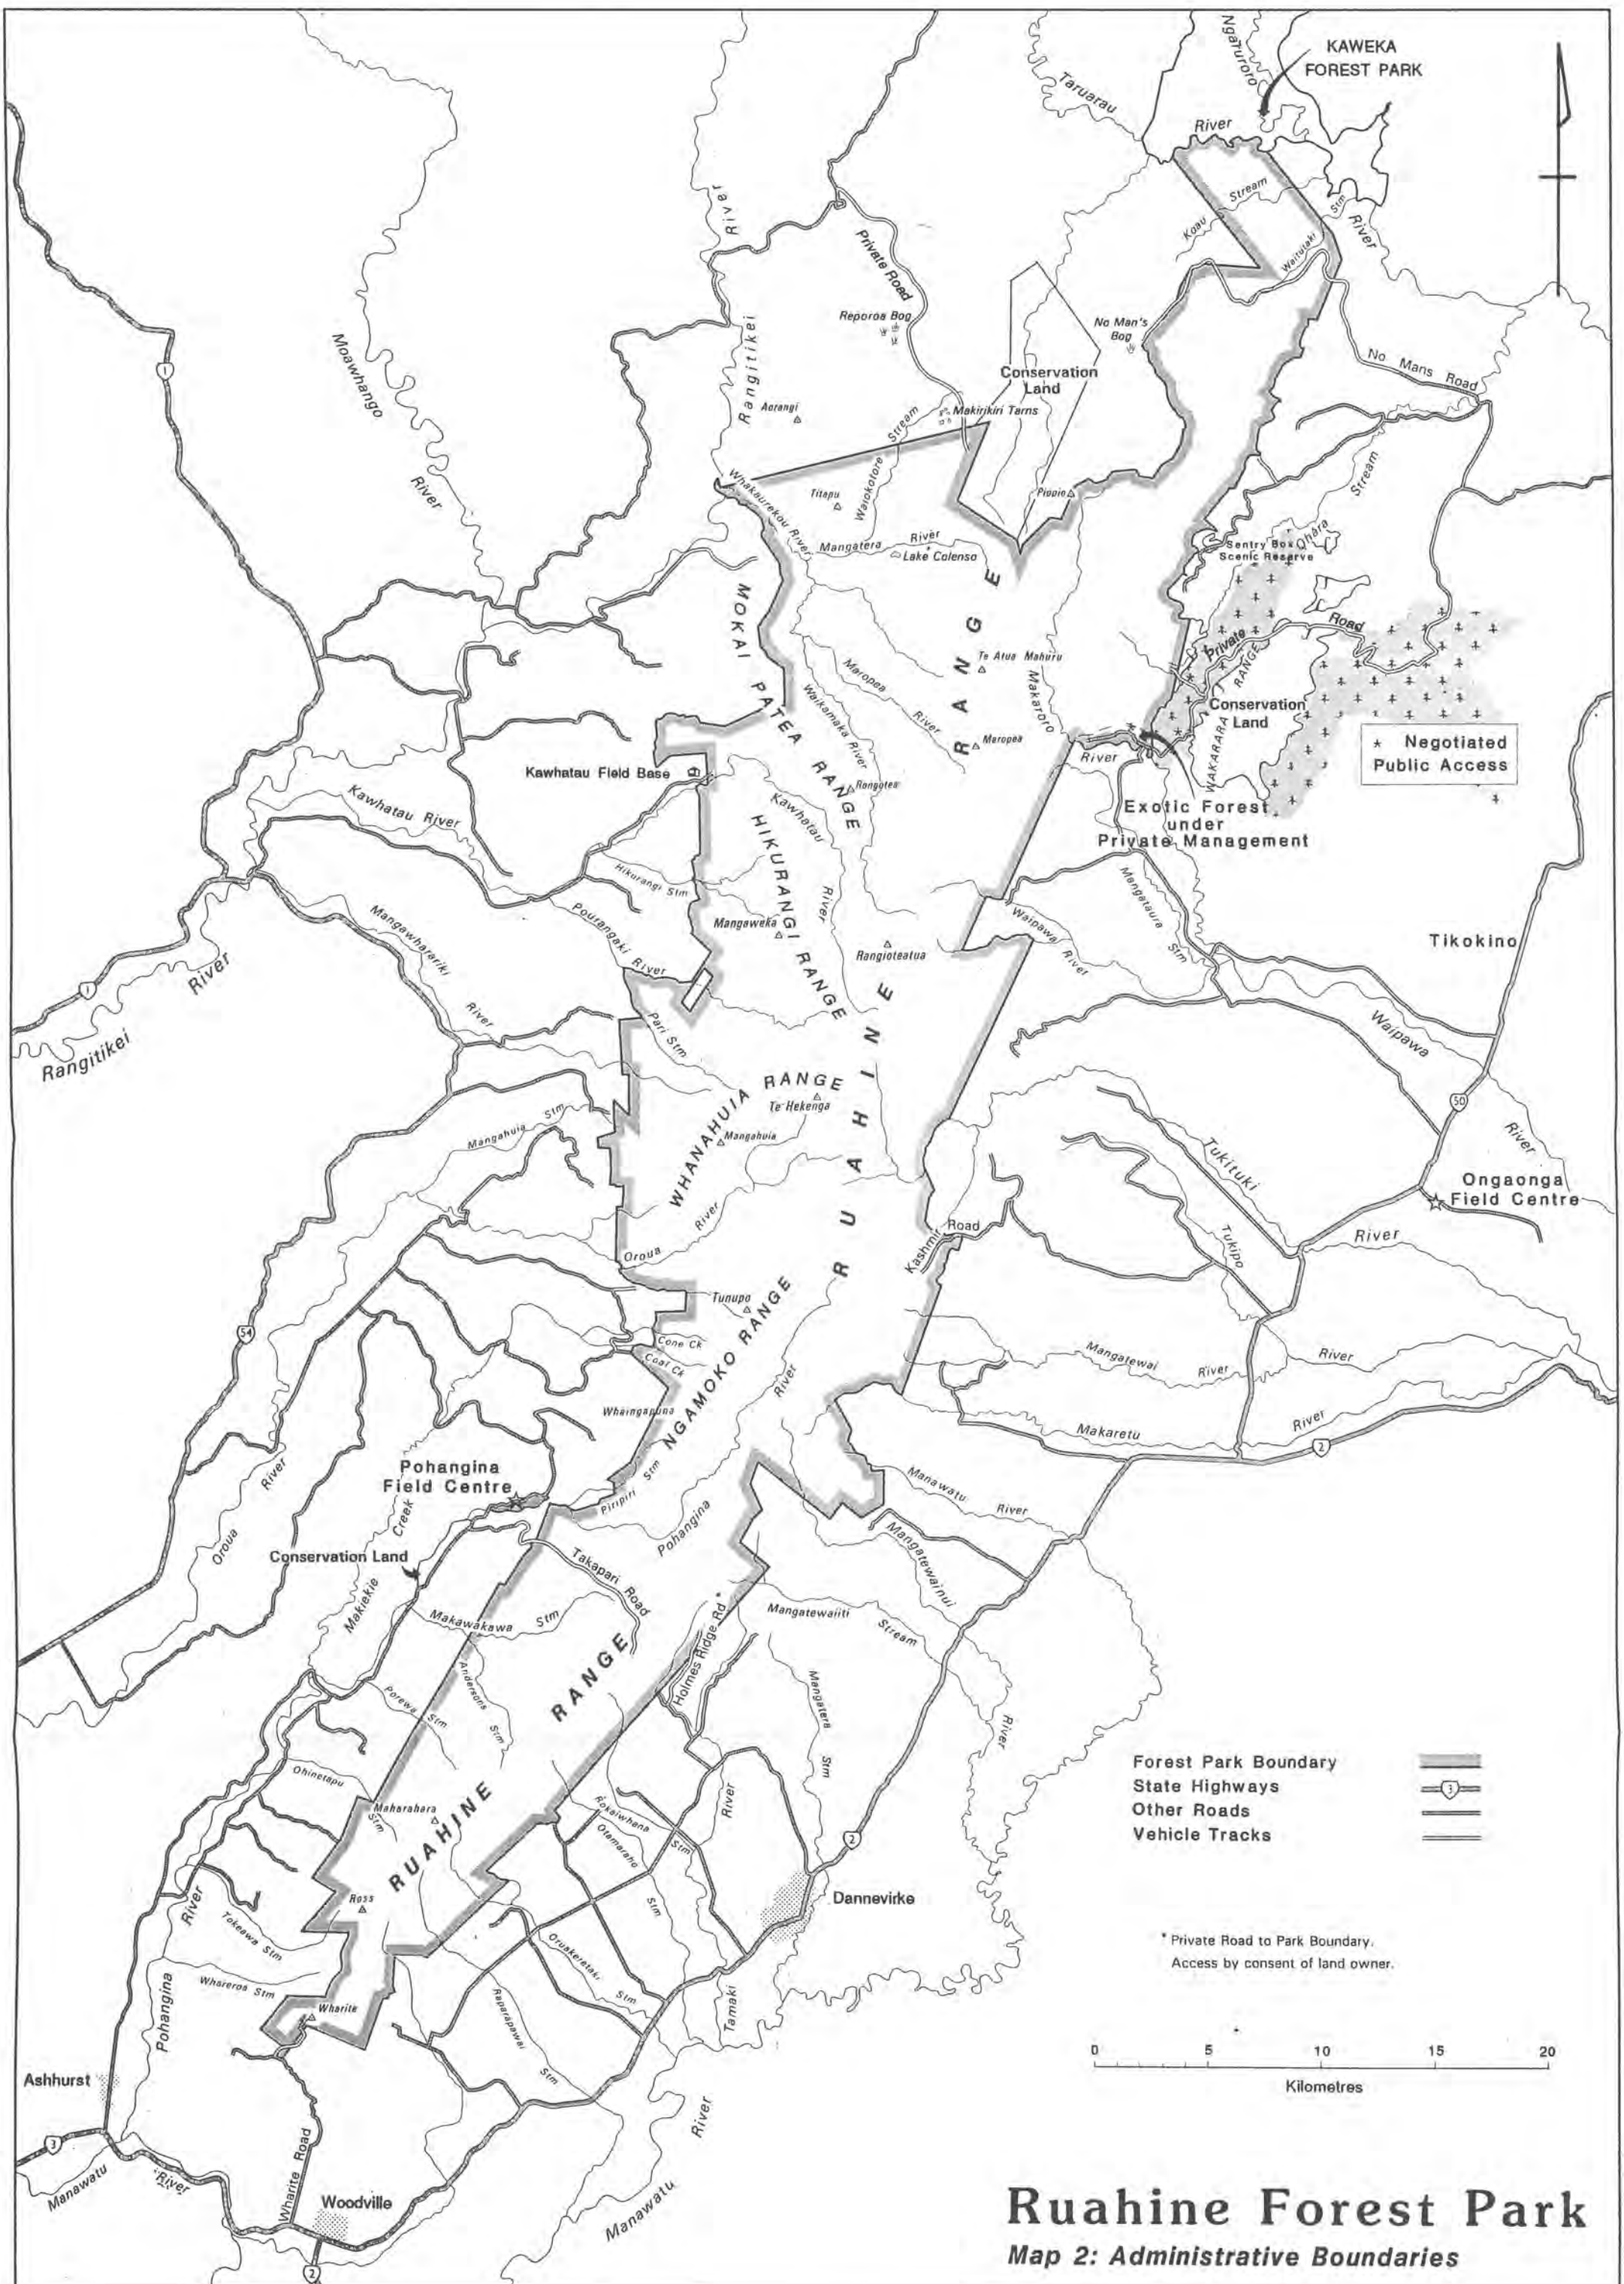 KAWEKA
FOREST PARK
Ngaruroro
Taruarau
River
River
Koau
Stream
Waitutaki
Stm
River
Private Road
Reporoa Bog
No Man's
Bog
No Mans Road
Moawhango
River
Rangitikei
Aorangi
Conservation
Land
Makirikiri Tarns
Waiokotore Stream
Whakaurekou River
Titapu
Piopio
Mangatera River
Lake Colenso
Stream
Ohara
Sentry Box
Scenic Reserve
MOKAI PATEA RANGE
Te Atua Mahuru
Maropea
River
Waikamaka River
Makaroro
River
Maropea
Private Road
WAKARARA RANGE
Conservation
Land
* Negotiated
Public Access
Exotic Forest
under
Private Management
Kawhatau Field Base
Kawhatau River
Rangotea
Kawhatau
River
HIKURANGI RANGE
Hikurangi Stm
Pourangaki River
Mangaweka
Rangioteatua
Mangawharariki
River
Rangitikei
River
Waipawa River
Mangataura Stm
Tikokino
Waipawa
River
Pari Stm
WHANAHUIA RANGE
Te Hekenga
Mangahuia
Mangahuia Stm
RUAHINE RANGE
1
1
50
Tukituki
River
Tukipo
Ongaonga
Field Centre
Oroua
River
Kashmir Road
Tunupo
NGAMOKO RANGE
Cone Ck
Coal Ck
54
Whaingapuna
River
Mangatewai River
River
Makaretu
River
2
Pohangina
Field Centre
Piripiri Stm
Pohangina
Manawatu
River
Mangatewainui
River
Oroua
River
Creek
Makiekie
Conservation Land
Takapari Road
Makawakawa Stm
Holmes Ridge Rd *
Mangatewaiiti
Stream
Andersons
Stm
Porewa Stm
Mangatera
Stm
RUAHINE RANGE
Ohinetapu
Stm
Maharahara
Rokaiwhana
Stm
Otamaraho
Stm
River
Ross
2
Dannevirke
Tokeawa Stm
Oruakeretaki
Stm
Whareroa Stm
Wharite
Raparapawai
Stm
Tamaki
Pohangina
River
Ashhurst
3
Manawatu
River
Wharite Road
Woodville
2
Manawatu
River
Forest Park Boundary
State Highways
3
Other Roads
Vehicle Tracks
* Private Road to Park Boundary.
Access by consent of land owner.
0 5 10 15 20
Kilometres
Ruahine Forest Park
Map 2: Administrative Boundaries